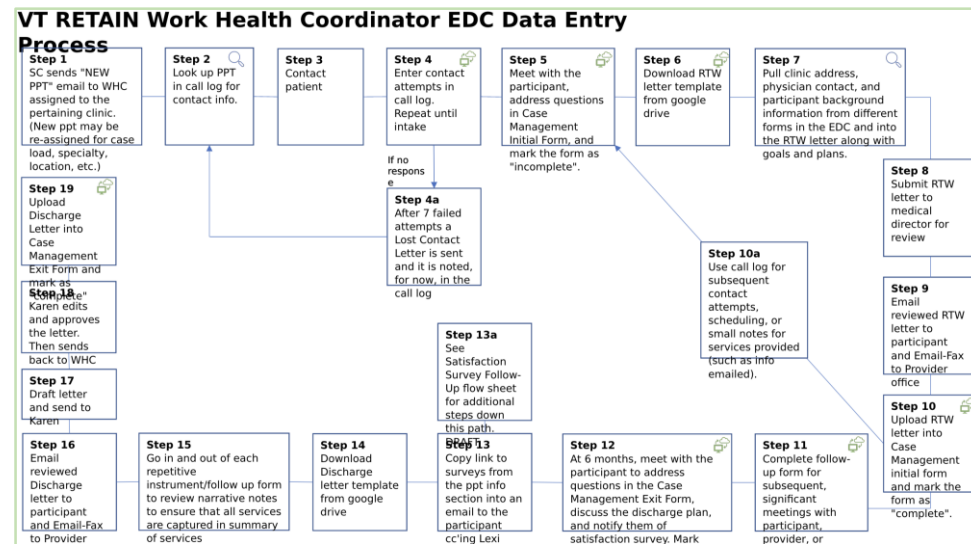 VT RETAIN Work Health Coordinator EDC Data Entry
Process
Step 1
SC sends "NEW
PPT" email to WHC
assigned to the
pertaining clinic.
(New ppt may be
re-assigned for case
load, specialty,
location, etc.)
Step 2
Look up PPT
in call log for
contact info.
Step 3
Contact
patient
Step 4
Enter contact
attempts in
call log.
Repeat until
intake
If no
respons
e
Step 4a
After 7 failed
attempts a
Lost Contact
Letter is sent
and it is noted,
for now, in the
call log
Step 5
Meet with the
participant,
address questions
in Case
Management
Initial Form, and
mark the form as
"incomplete".
Step 6
Download RTW
letter template
from google
drive
Step 7
Pull clinic address,
physician contact, and
participant background
information from different
forms in the EDC and into
the RTW letter along with
goals and plans.
Step 8
Submit RTW
letter to
medical
director for
review
Step 9
Email
reviewed RTW
letter to
participant
and Email-Fax
to Provider
office
Step 10
Upload RTW
letter into
Case
Management
initial form
and mark the
form as
"complete".
Step 10a
Use call log for
subsequent
contact
attempts,
scheduling, or
small notes for
services provided
(such as info
emailed).
Step 11
Complete follow-
up form for
subsequent,
significant
meetings with
participant,
provider, or
Step 12
At 6 months, meet with the
participant to address
questions in the Case
Management Exit Form,
discuss the discharge plan,
and notify them of
satisfaction survey. Mark
Step 13
Copy link to
surveys from
the ppt info
section into an
email to the
participant
cc'ing Lexi
Step 13a
See
Satisfaction
Survey Follow-
Up flow sheet
for additional
steps down
this path.
DRAFT
Step 14
Download
Discharge
letter template
from google
drive
Step 15
Go in and out of each
repetitive
instrument/follow up form
to review narrative notes
to ensure that all services
are captured in summary
of services
Step 16
Email
reviewed
Discharge
letter to
participant
and Email-Fax
to Provider
Step 17
Draft letter
and send to
Karen
Step 18
Karen edits
and approves
the letter.
Then sends
back to WHC
Step 19
Upload
Discharge
Letter into
Case
Management
Exit Form and
mark as
"complete"